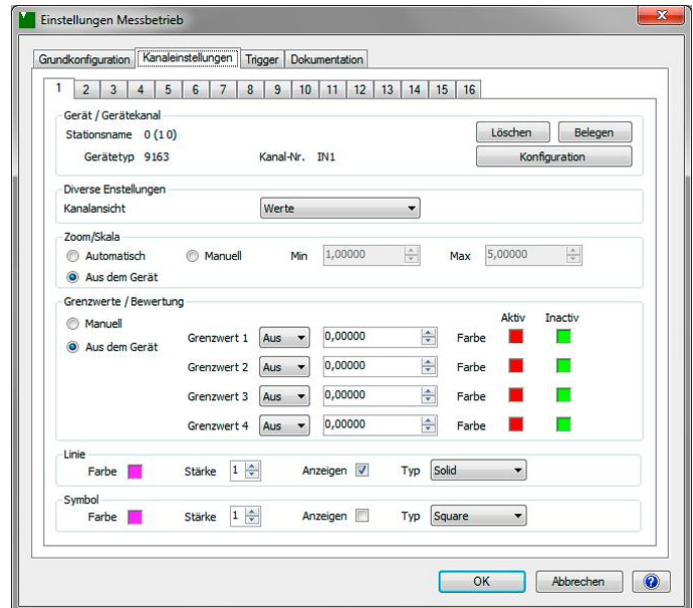 Einstellungen Messbetrieb
Grundkonfiguration Kanaleinstellungen Trigger Dokumentation
1 2 3 4 5 6 7 8 9 10 11 12 13 14 15 16
Gerät / Gerätekanal
Stationsname 0 (1 0) Löschen Belegen
Gerätetyp 9163 Kanal-Nr. IN1 Konfiguration
Diverse Enstellungen
Kanalansicht Werte
Zoom/Skala
Automatisch Manuell Min 1,00000 Max 5,00000
Aus dem Gerät
Grenzwerte / Bewertung
Aktiv Inactiv
Manuell
Grenzwert 1 Aus 0,00000 Farbe
Aus dem Gerät
Grenzwert 2 Aus 0,00000 Farbe
Grenzwert 3 Aus 0,00000 Farbe
Grenzwert 4 Aus 0,00000 Farbe
Linie
Farbe Stärke 1 Anzeigen Typ Solid
Symbol
Farbe Stärke 1 Anzeigen Typ Square
OK Abbrechen ?